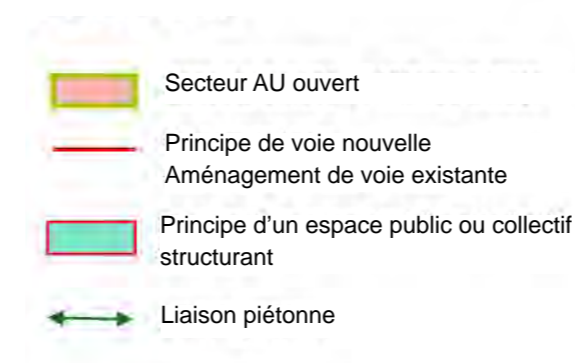 Secteur AU ouvert
Principe de voie nouvelle
Aménagement de voie existante
Principe d'un espace public ou collectif
structurant
Liaison piétonne